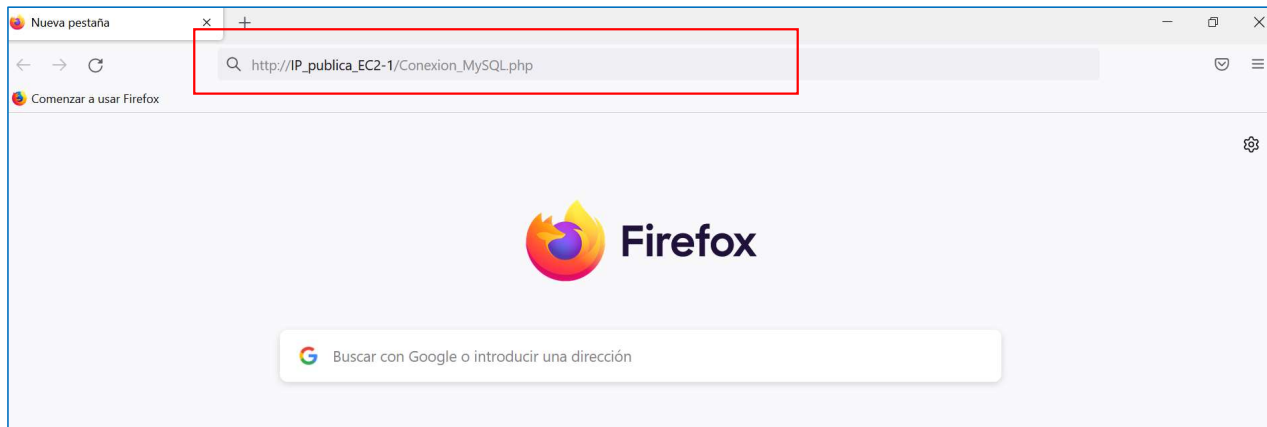 Nueva pestaña
http://IP_publica_EC2-1/Conexion_MySQL.php
Comenzar a usar Firefox
Firefox
Buscar con Google o introducir una dirección